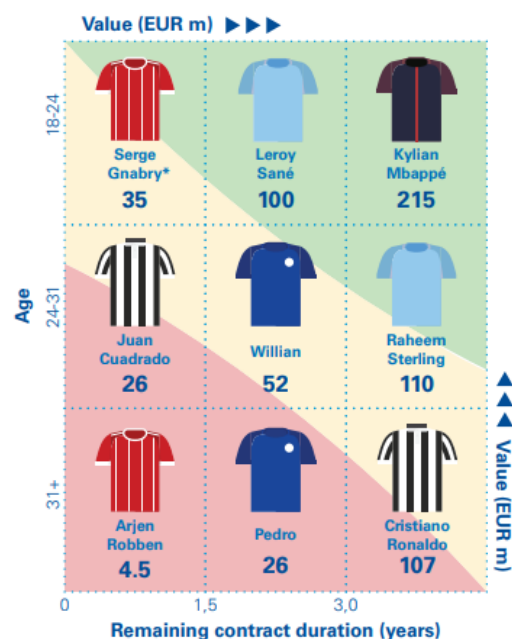 Value (EUR m) ▶ ▶ ▶
Age
18-24
Serge
Gnabry*
35
Leroy
Sané
100
Kylian
Mbappé
215
24-31
Juan
Cuadrado
26
Willian
52
Raheem
Sterling
110
31+
Arjen
Robben
4.5
Pedro
26
Cristiano
Ronaldo
107
▲ ▲ ▲ Value (EUR m)
0
1,5
3,0
Remaining contract duration (years)